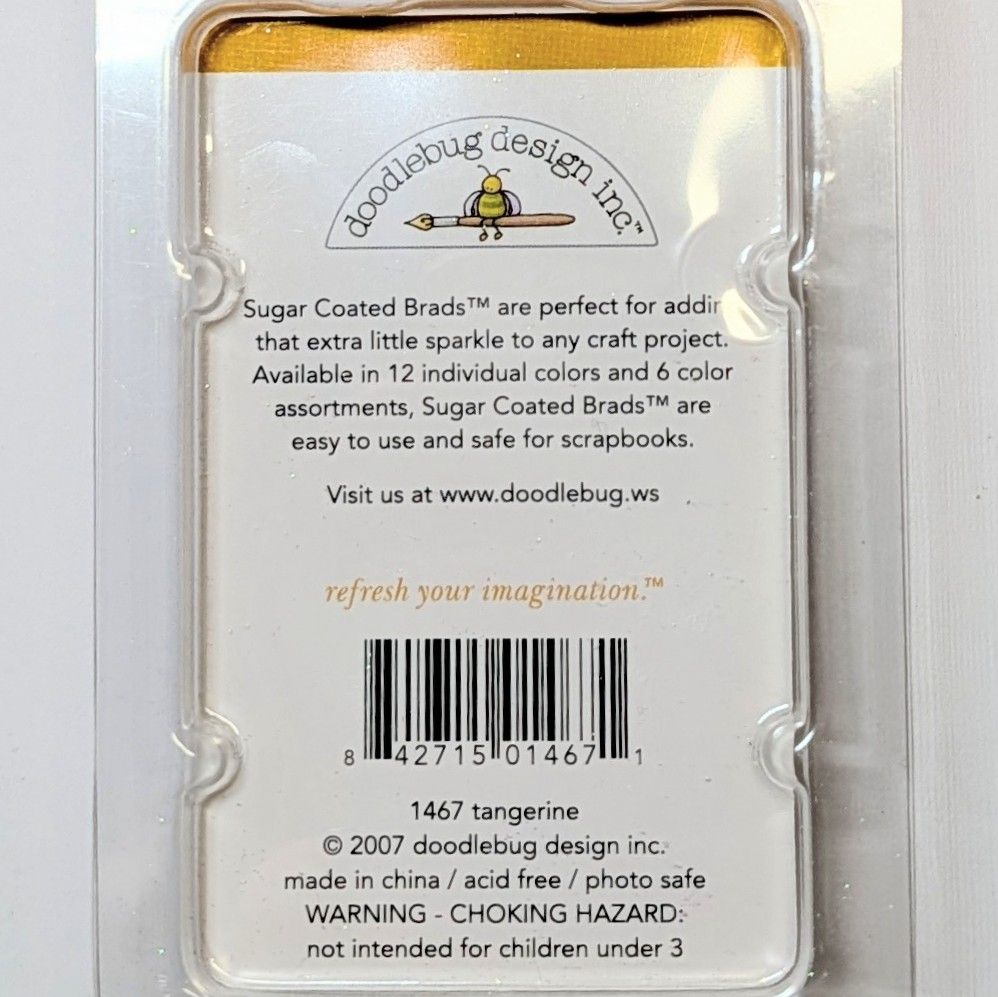 doodlebug design inc.™
Sugar Coated Brads™ are perfect for addin
that extra little sparkle to any craft project.
Available in 12 individual colors and 6 color
assortments, Sugar Coated Brads™ are
easy to use and safe for scrapbooks.
Visit us at www.doodlebug.ws
refresh your imagination.™
8 42715 01467 1
1467 tangerine
© 2007 doodlebug design inc.
made in china / acid free / photo safe
WARNING - CHOKING HAZARD:
not intended for children under 3